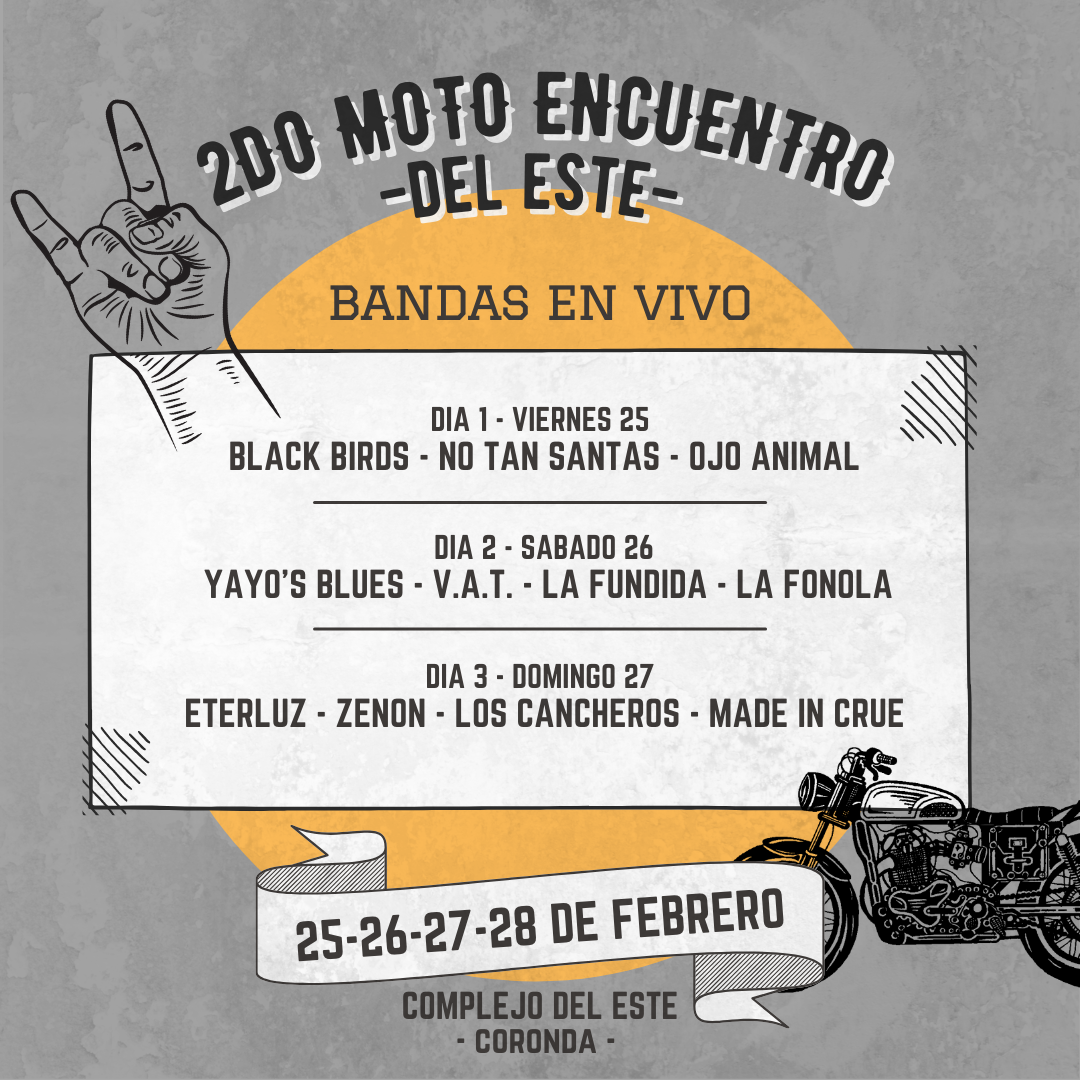 2DO MOTO ENCUENTRO
-DEL ESTE-
BANDAS EN VIVO
DIA 1 - VIERNES 25
BLACK BIRDS - NO TAN SANTAS - OJO ANIMAL
DIA 2 - SABADO 26
YAYO'S BLUES - V.A.T. - LA FUNDIDA - LA FONOLA
DIA 3 - DOMINGO 27
ETERLUZ - ZENON - LOS CANCHEROS - MADE IN CRUE
25-26-27-28 DE FEBRERO
COMPLEJO DEL ESTE
- CORONDA -